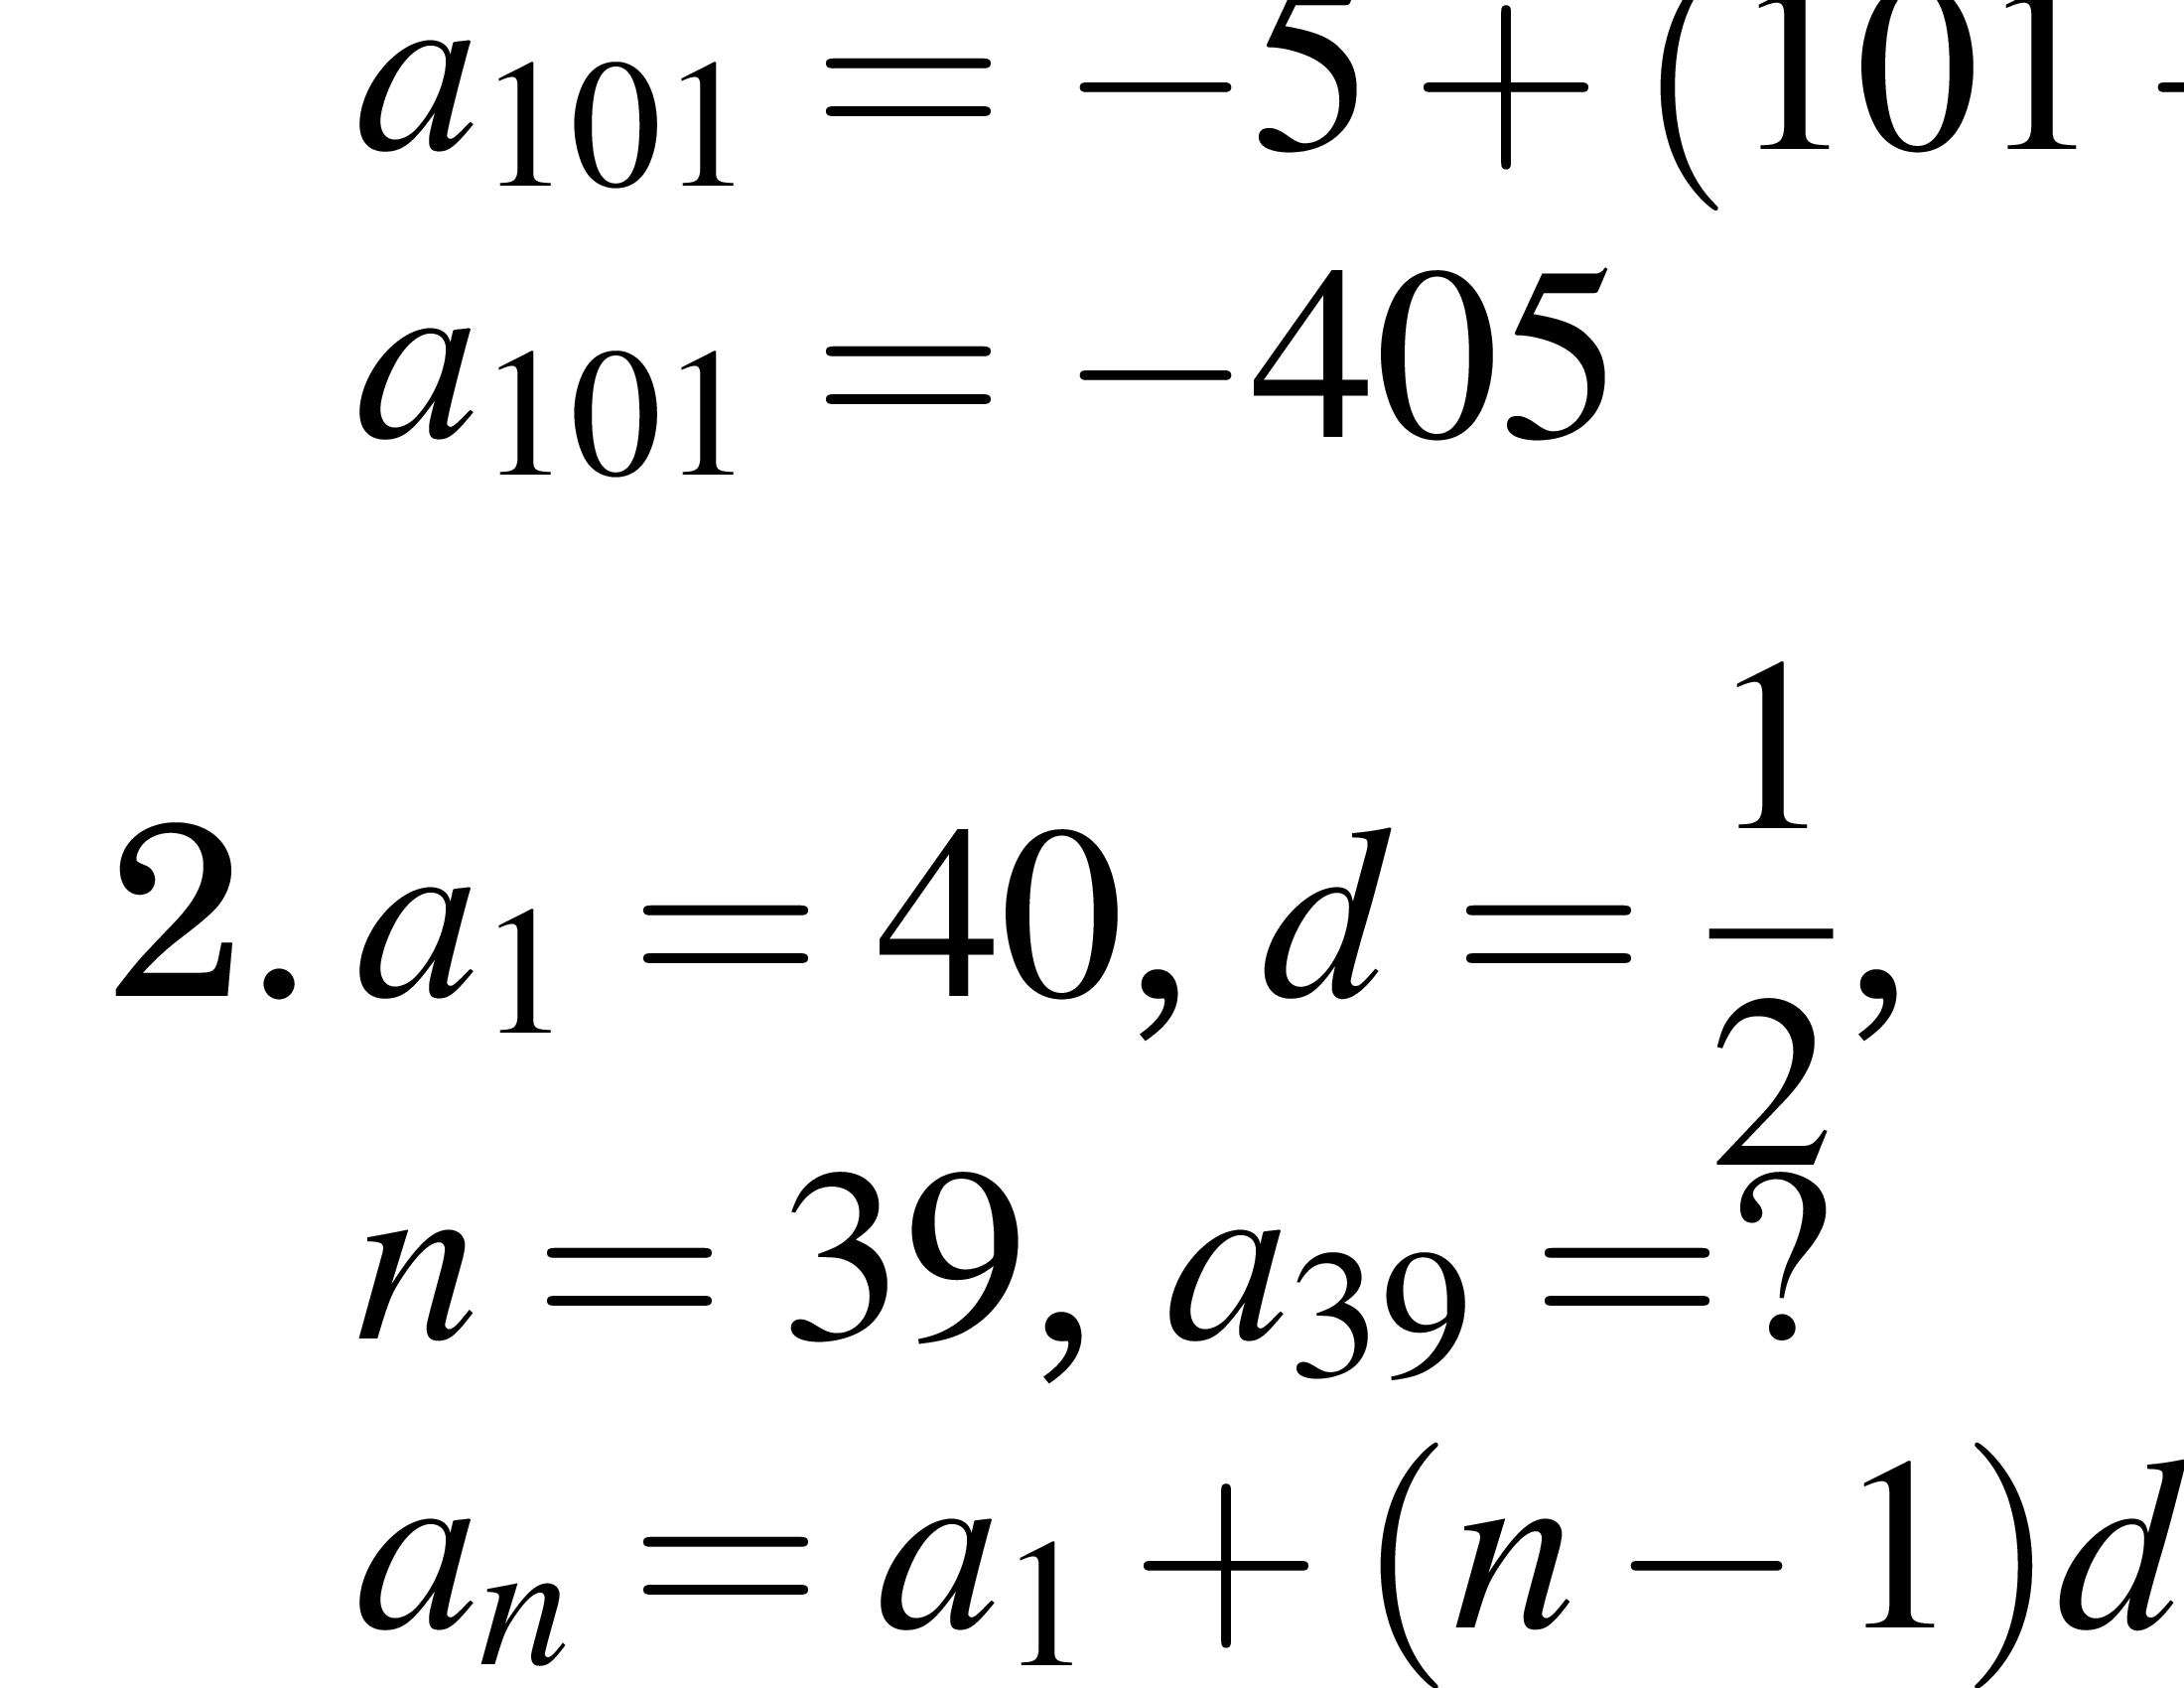 a₁₀₁ = −5 + (101 −
a₁₀₁ = −405
2. a₁ = 40, d = 1/2,
n = 39, a₃₉ =?
aₙ = a₁ + (n − 1)d